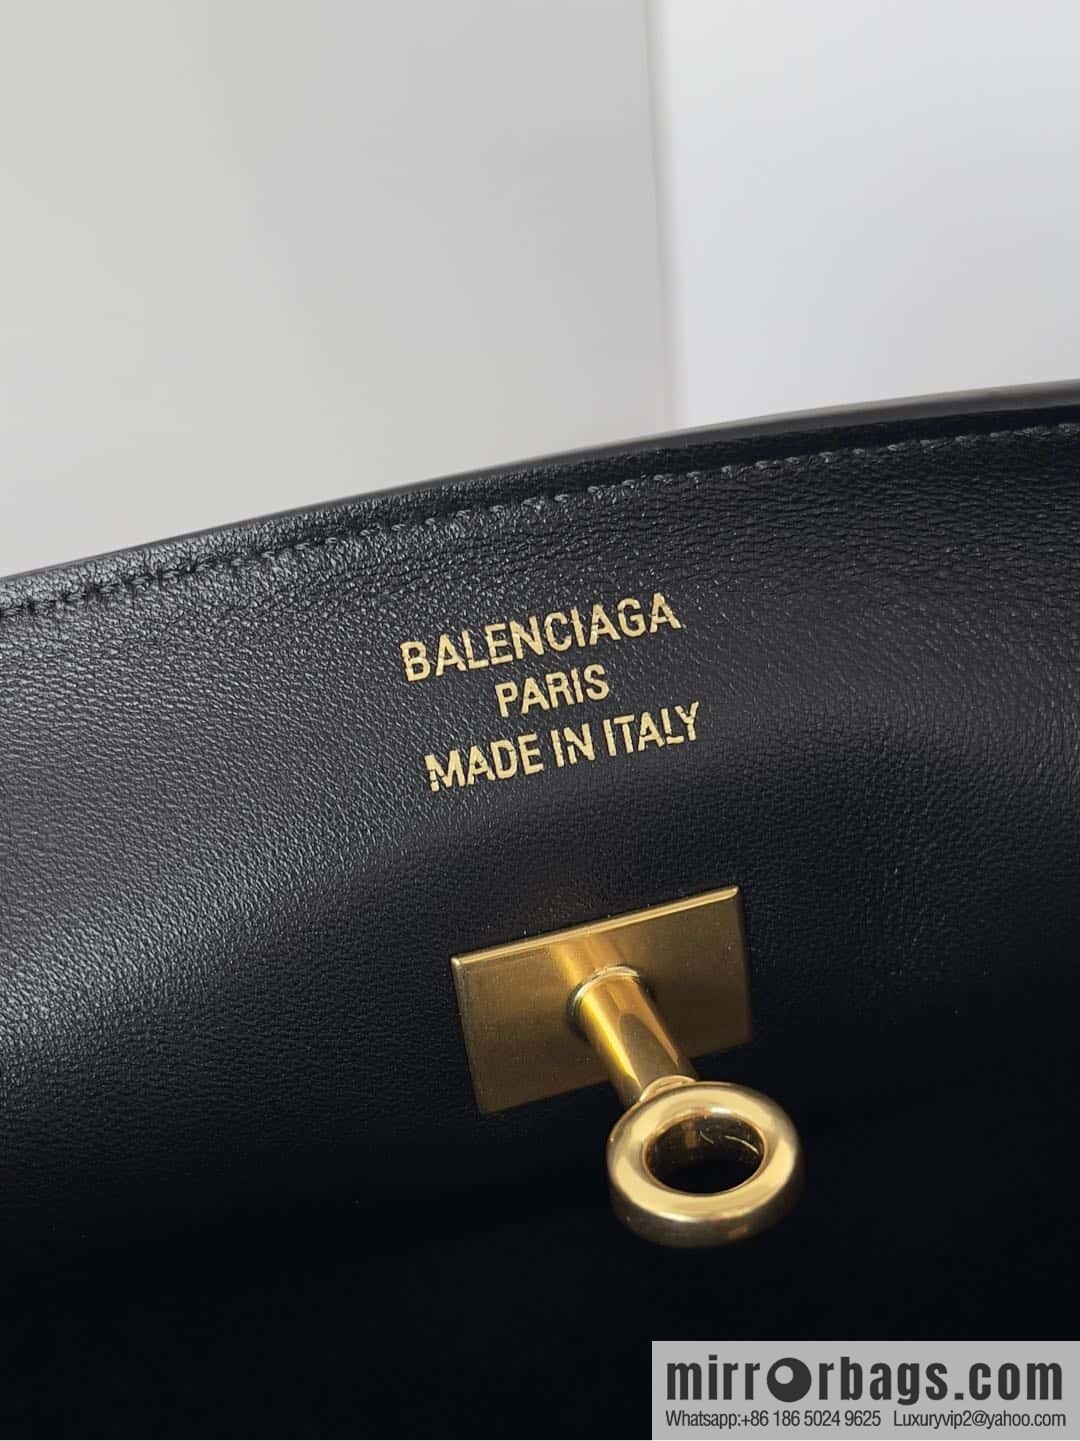 BALENCIAGA
PARIS
MADE IN ITALY
mirrorbags.com
Whatsapp:+86 186 5024 9625 Luxuryvip2@yahoo.com